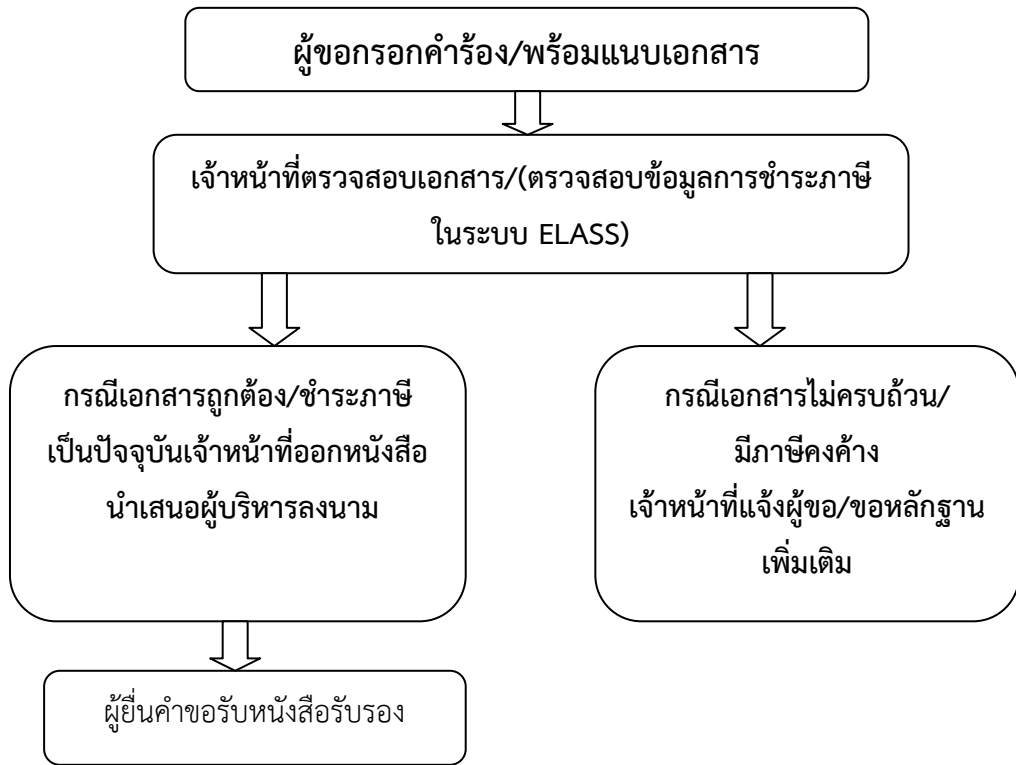 ผู้ขอกรอกคำร้อง/พร้อมแนบเอกสาร
เจ้าหน้าที่ตรวจสอบเอกสาร/(ตรวจสอบข้อมูลการชำระภาษี
ในระบบ ELASS)
กรณีเอกสารถูกต้อง/ชำระภาษี
เป็นปัจจุบันเจ้าหน้าที่ออกหนังสือ
นำเสนอผู้บริหารลงนาม
กรณีเอกสารไม่ครบถ้วน/
มีภาษีคงค้าง
เจ้าหน้าที่แจ้งผู้ขอ/ขอหลักฐาน
เพิ่มเติม
ผู้ยื่นคำขอรับหนังสือรับรอง